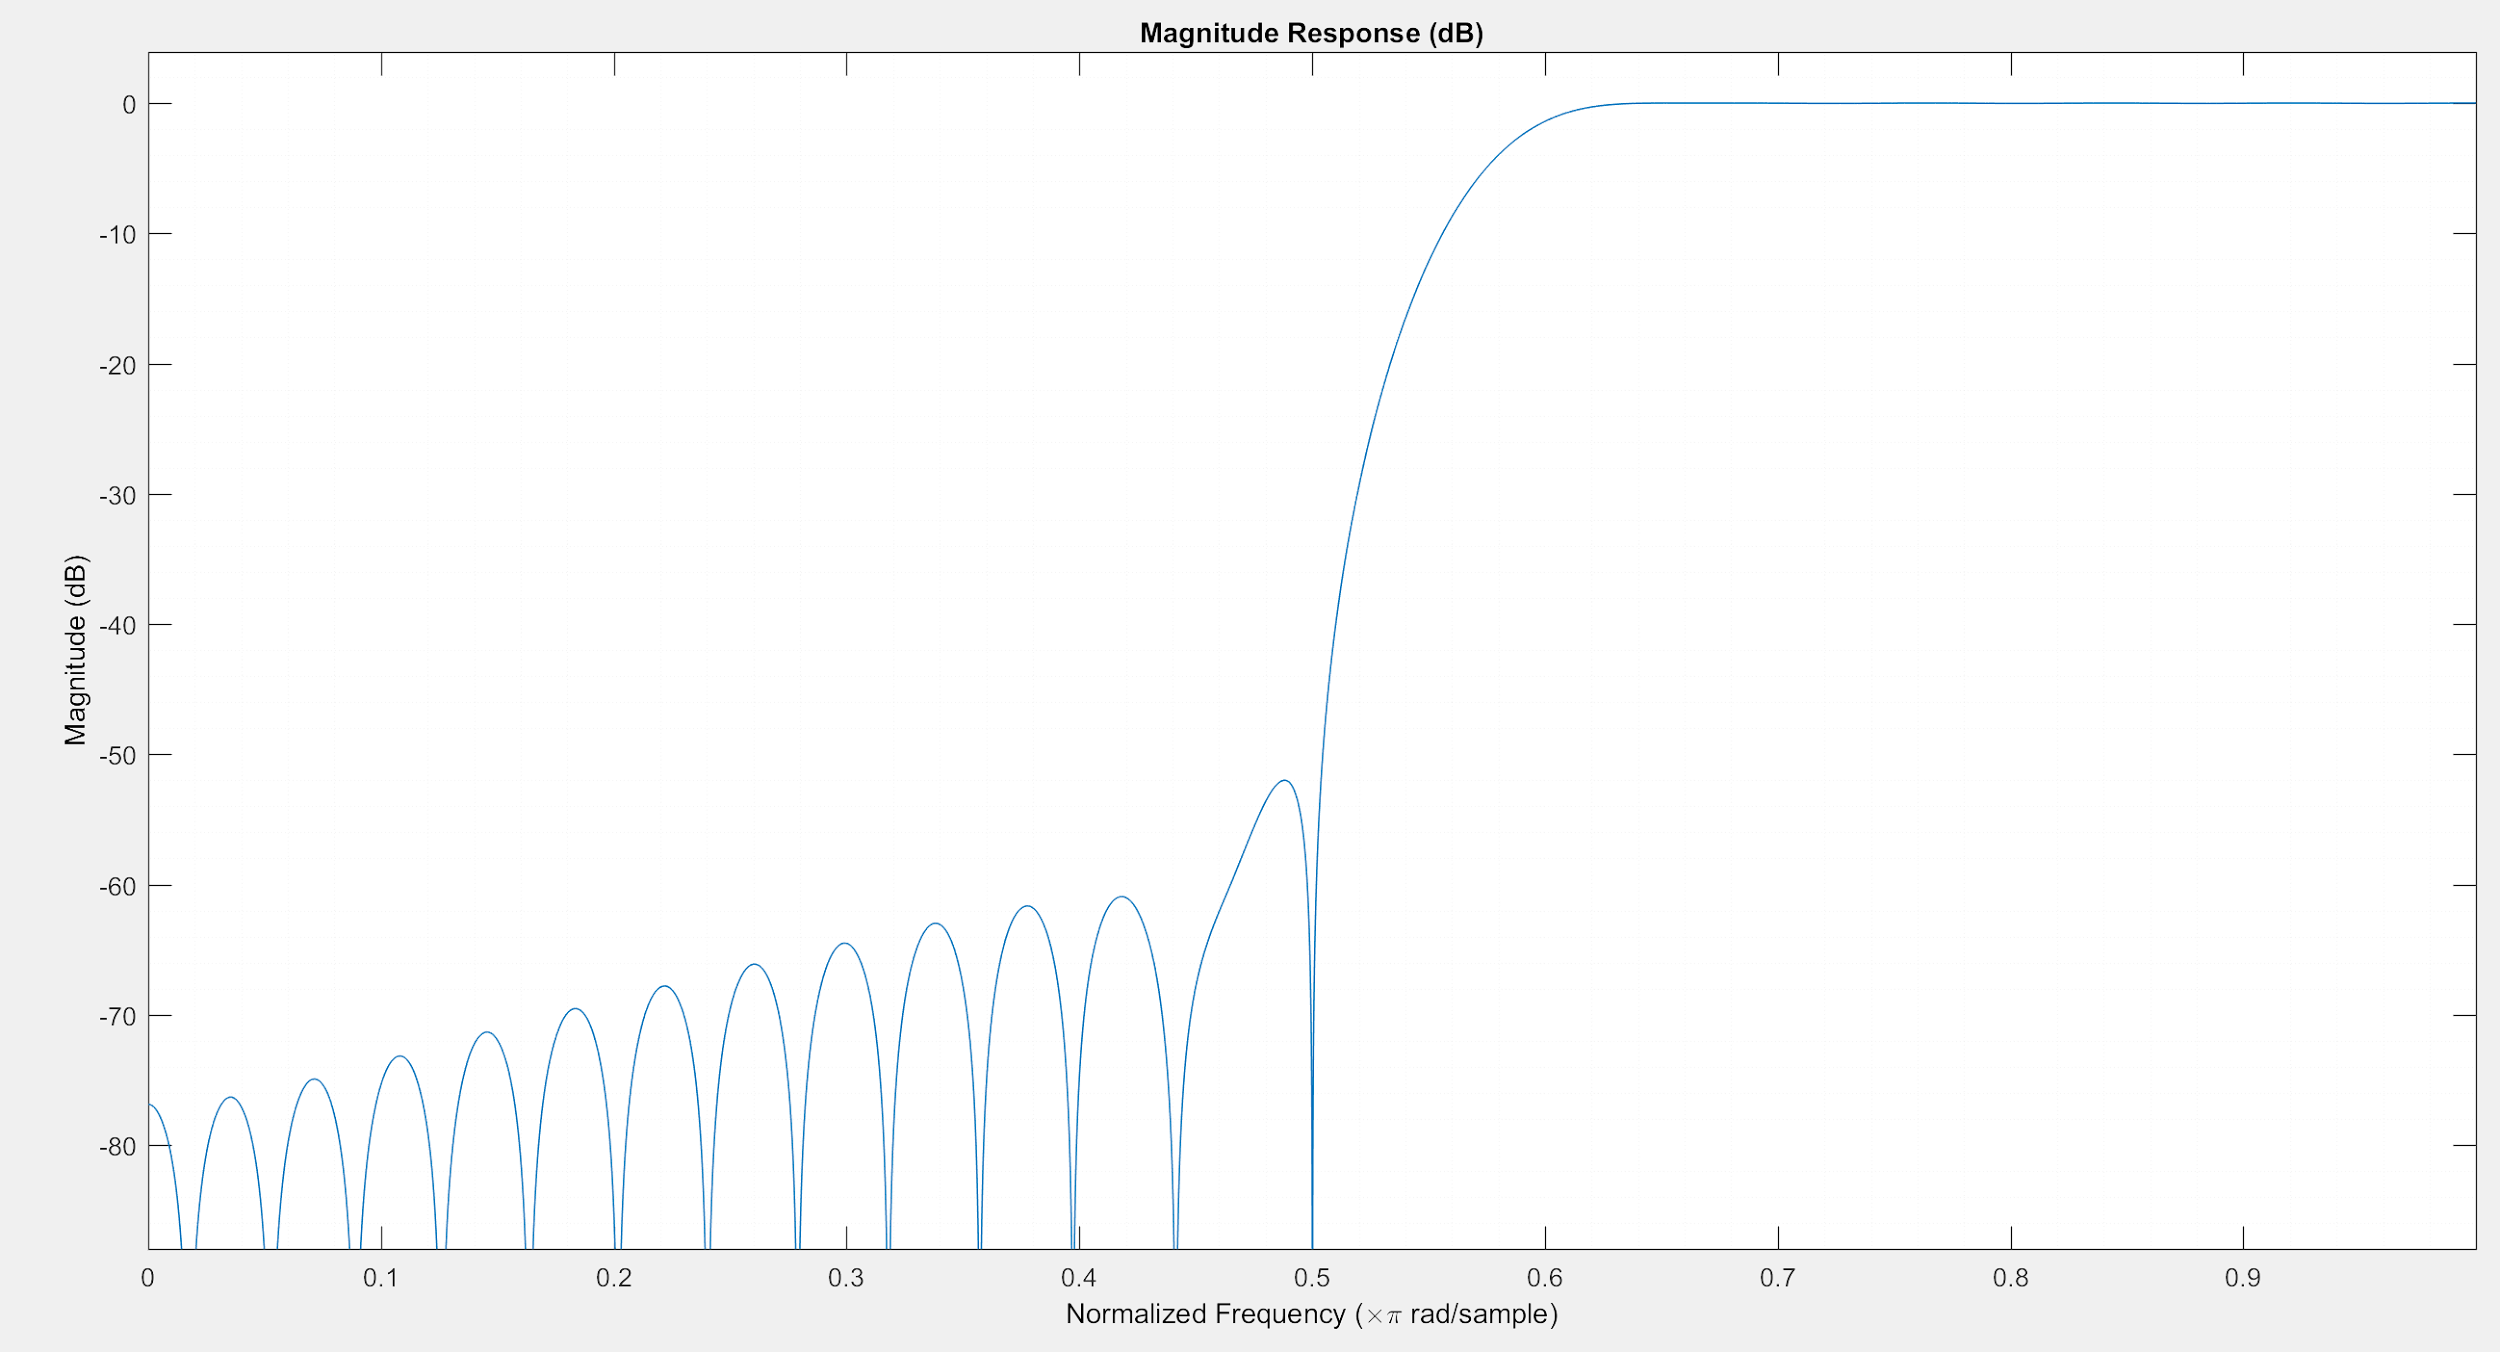 Magnitude Response (dB)
Magnitude (dB)
0
-10
-20
-30
-40
-50
-60
-70
-80
0 0.1 0.2 0.3 0.4 0.5 0.6 0.7 0.8 0.9
Normalized Frequency (×π rad/sample)